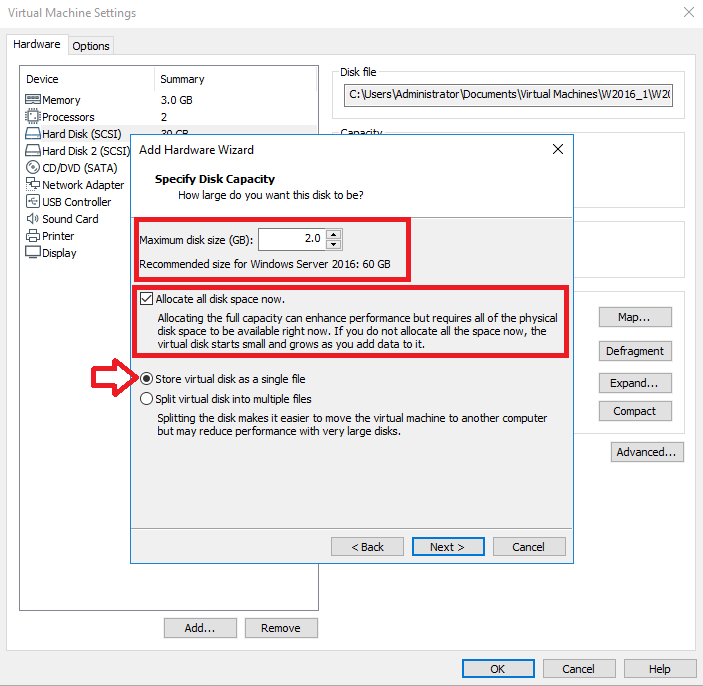 Virtual Machine Settings
Hardware
Options
Device
Summary
Memory
3.0 GB
Processors
2
Hard Disk (SCSI)
30 GB
Hard Disk 2 (SCSI)
CD/DVD (SATA)
Network Adapter
USB Controller
Sound Card
Printer
Display
Add...
Remove
Disk file
C:\Users\Administrator\Documents\Virtual Machines\W2016_1\W20
Capacity
Map...
Defragment
Expand...
Compact
Advanced...
Add Hardware Wizard
Specify Disk Capacity
How large do you want this disk to be?
Maximum disk size (GB):
2.0
Recommended size for Windows Server 2016: 60 GB
Allocate all disk space now.
Allocating the full capacity can enhance performance but requires all of the physical
disk space to be available right now. If you do not allocate all the space now, the
virtual disk starts small and grows as you add data to it.
Store virtual disk as a single file
Split virtual disk into multiple files
Splitting the disk makes it easier to move the virtual machine to another computer
but may reduce performance with very large disks.
< Back
Next >
Cancel
OK
Cancel
Help